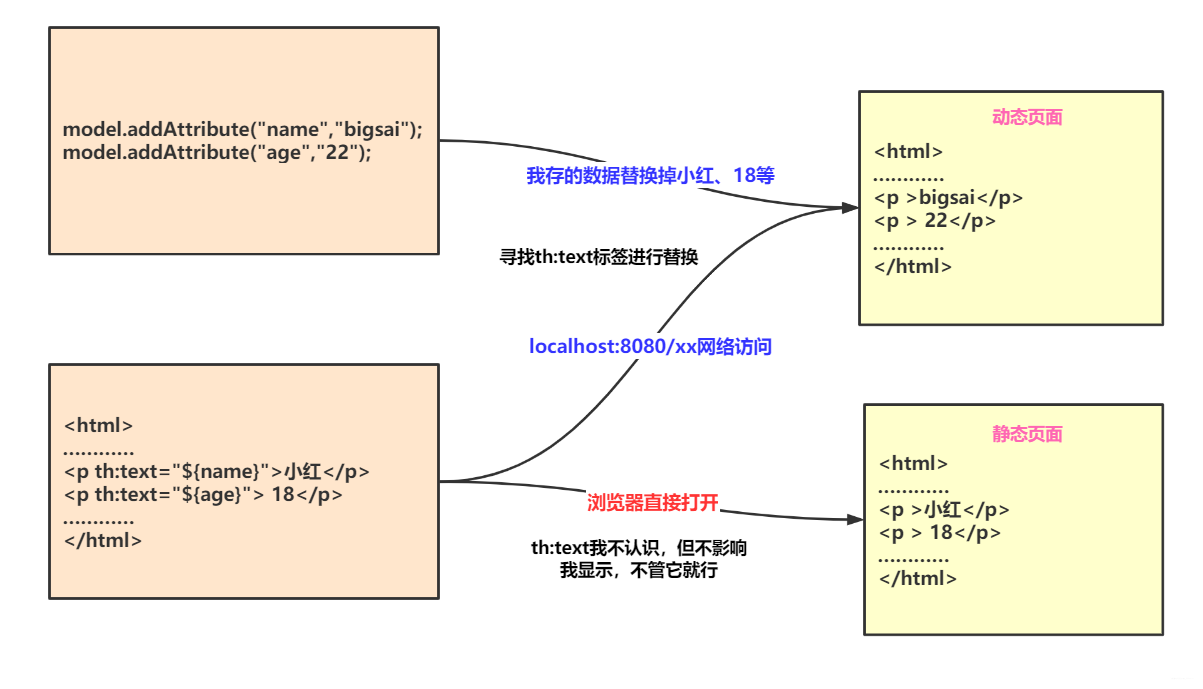 model.addAttribute("name","bigsai");
model.addAttribute("age","22");
我存的数据替换掉小红、18等
寻找th:text标签进行替换
localhost:8080/xx网络访问
动态页面
<html>
............
<p >bigsai</p>
<p > 22</p>
............
</html>
<html>
............
<p th:text="${name}">小红</p>
<p th:text="${age}"> 18</p>
............
</html>
浏览器直接打开
th:text我不认识，但不影响
我显示，不管它就行
静态页面
<html>
............
<p >小红</p>
<p > 18</p>
............
</html>